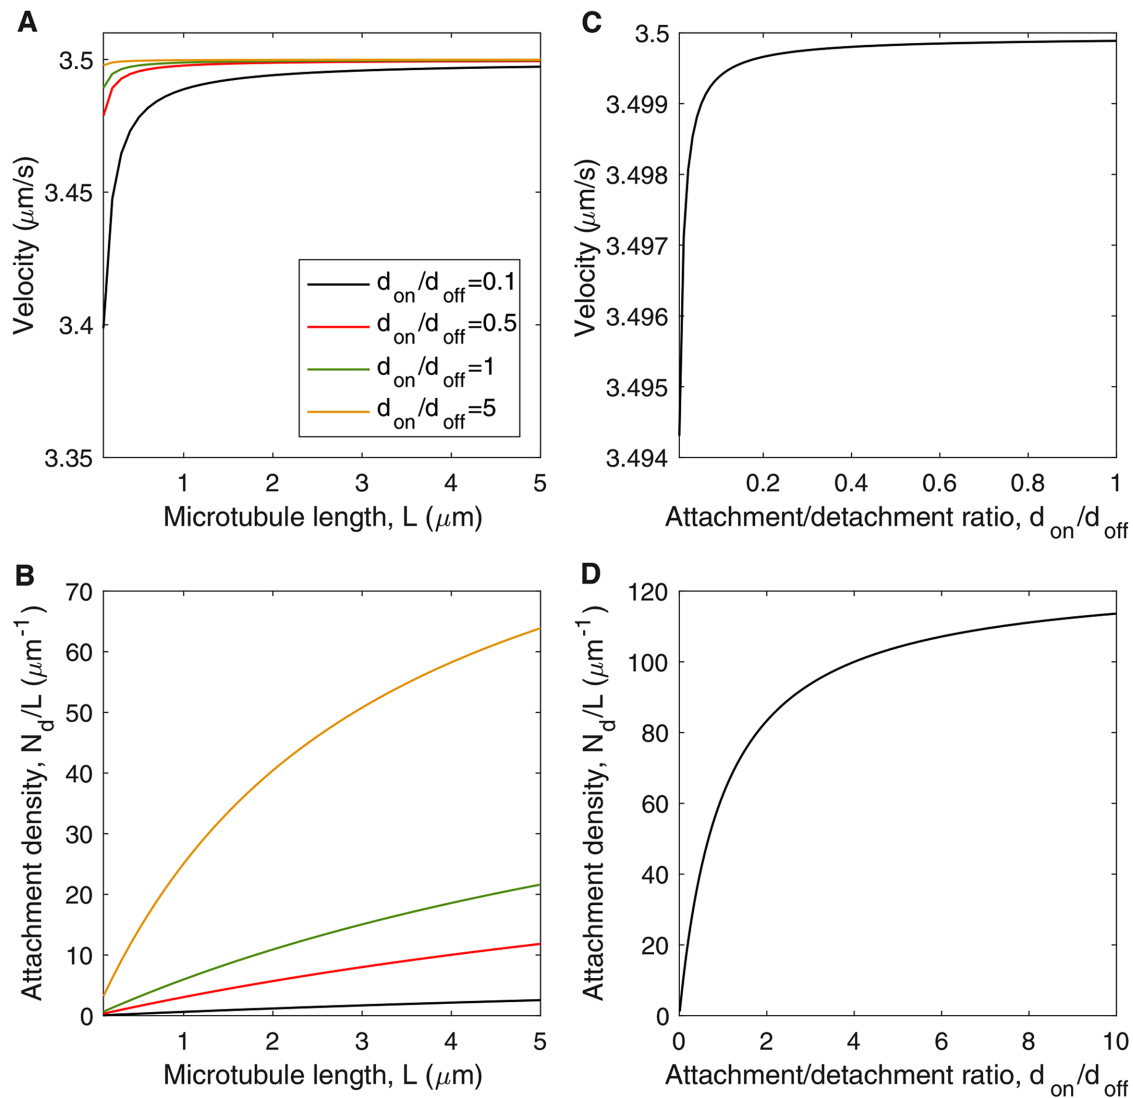 A
3.5
3.45
3.4
3.35
Velocity (μm/s)
d_on/d_off=0.1
d_on/d_off=0.5
d_on/d_off=1
d_on/d_off=5
1 2 3 4 5
Microtubule length, L (μm)
C
3.5
3.499
3.498
3.497
3.496
3.495
3.494
Velocity (μm/s)
0.2 0.4 0.6 0.8 1
Attachment/detachment ratio, d_on/d_off
B
70
60
50
40
30
20
10
0
Attachment density, N_d/L (μm^-1)
1 2 3 4 5
Microtubule length, L (μm)
D
120
100
80
60
40
20
0
Attachment density, N_d/L (μm^-1)
0 2 4 6 8 10
Attachment/detachment ratio, d_on/d_off